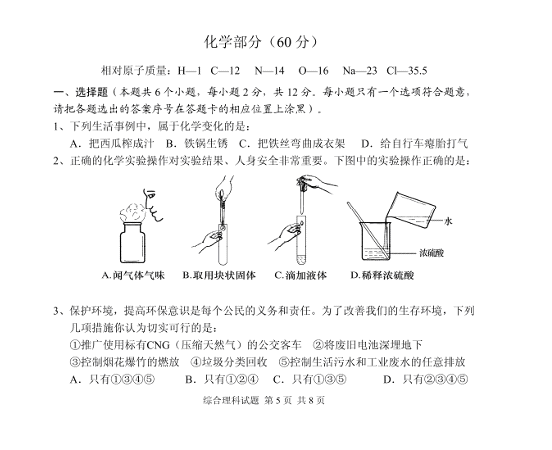 化学部分（60 分）
相对原子质量：H—1 C—12 N—14 O—16 Na—23 Cl—35.5
一、选择题（本题共 6 个小题，每小题 2 分，共 12 分。每小题只有一个选项符合题意，
请把各题选出的答案序号在答题卡的相应位置上涂黑）。
1、下列生活事例中，属于化学变化的是：
A．把西瓜榨成汁 B．铁锅生锈 C．把铁丝弯曲成衣架 D．给自行车瘪胎打气
2、正确的化学实验操作对实验结果、人身安全非常重要。下图中的实验操作正确的是：
水
浓硫酸
A.闻气体气味 B.取用块状固体 C.滴加液体 D.稀释浓硫酸
3、保护环境，提高环保意识是每个公民的义务和责任。为了改善我们的生存环境，下列
几项措施你认为切实可行的是：
①推广使用标有CNG（压缩天然气）的公交客车 ②将废旧电池深埋地下
③控制烟花爆竹的燃放 ④垃圾分类回收 ⑤控制生活污水和工业废水的任意排放
A．只有①③④⑤ B．只有①②④ C．只有①③⑤ D．只有②③④⑤
综合理科试题 第 5 页 共 8 页